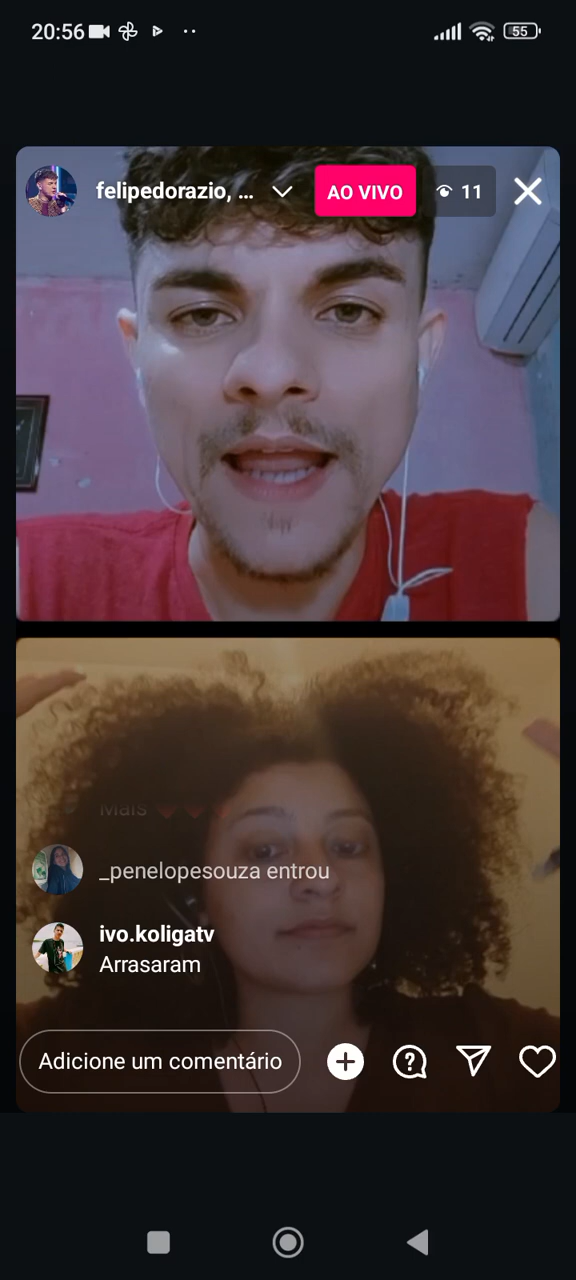 20:56
55
felipedorazio, ...
AO VIVO
11
Mais
_penelopesouza entrou
ivo.koligatv
Arrasaram
Adicione um comentário